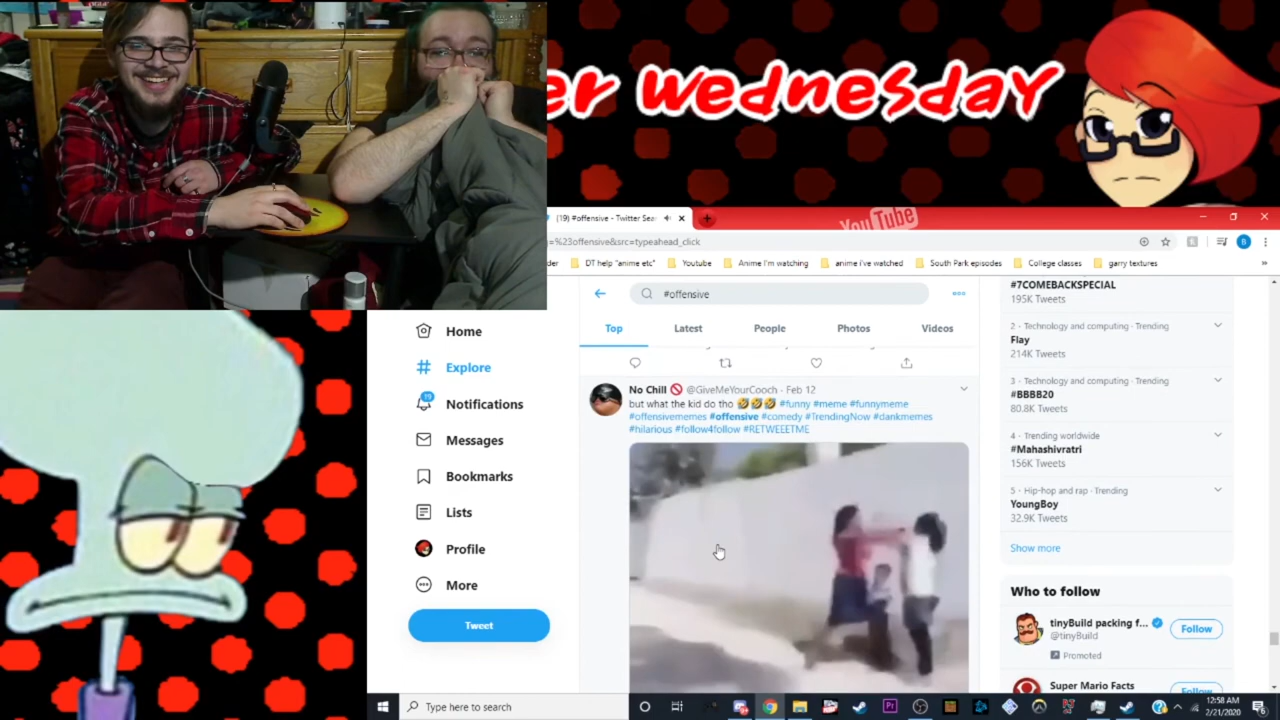 er Wednesday
(19) #offensive - Twitter Sea
YouTube
=%23offensive&src=typeahead_click
der
DT help "anime etc"
Youtube
Anime I'm watching
anime i've watched
South Park episodes
College classes
garry textures
»
#offensive
Top
Latest
People
Photos
Videos
Home
Explore
19
Notifications
Messages
Bookmarks
Lists
Profile
More
Tweet
No Chill 🚫 @GiveMeYourCooch · Feb 12
but what the kid do tho 🤣🤣🤣 #funny #meme #funnymeme
#offensivememes #offensive #comedy #TrendingNow #dankmemes
#hilarious #follow4follow #RETWEEETME
#7COMEBACKSPECIAL
195K Tweets
2 · Technology and computing · Trending
Flay
214K Tweets
3 · Technology and computing · Trending
#BBBB20
80.8K Tweets
4 · Trending worldwide
#Mahashivratri
156K Tweets
5 · Hip-hop and rap · Trending
YoungBoy
32.9K Tweets
Show more
Who to follow
tinyBuild packing f...
@tinyBuild
Follow
Promoted
Super Mario Facts
Follow
Type here to search
12:58 AM
2/21/2020